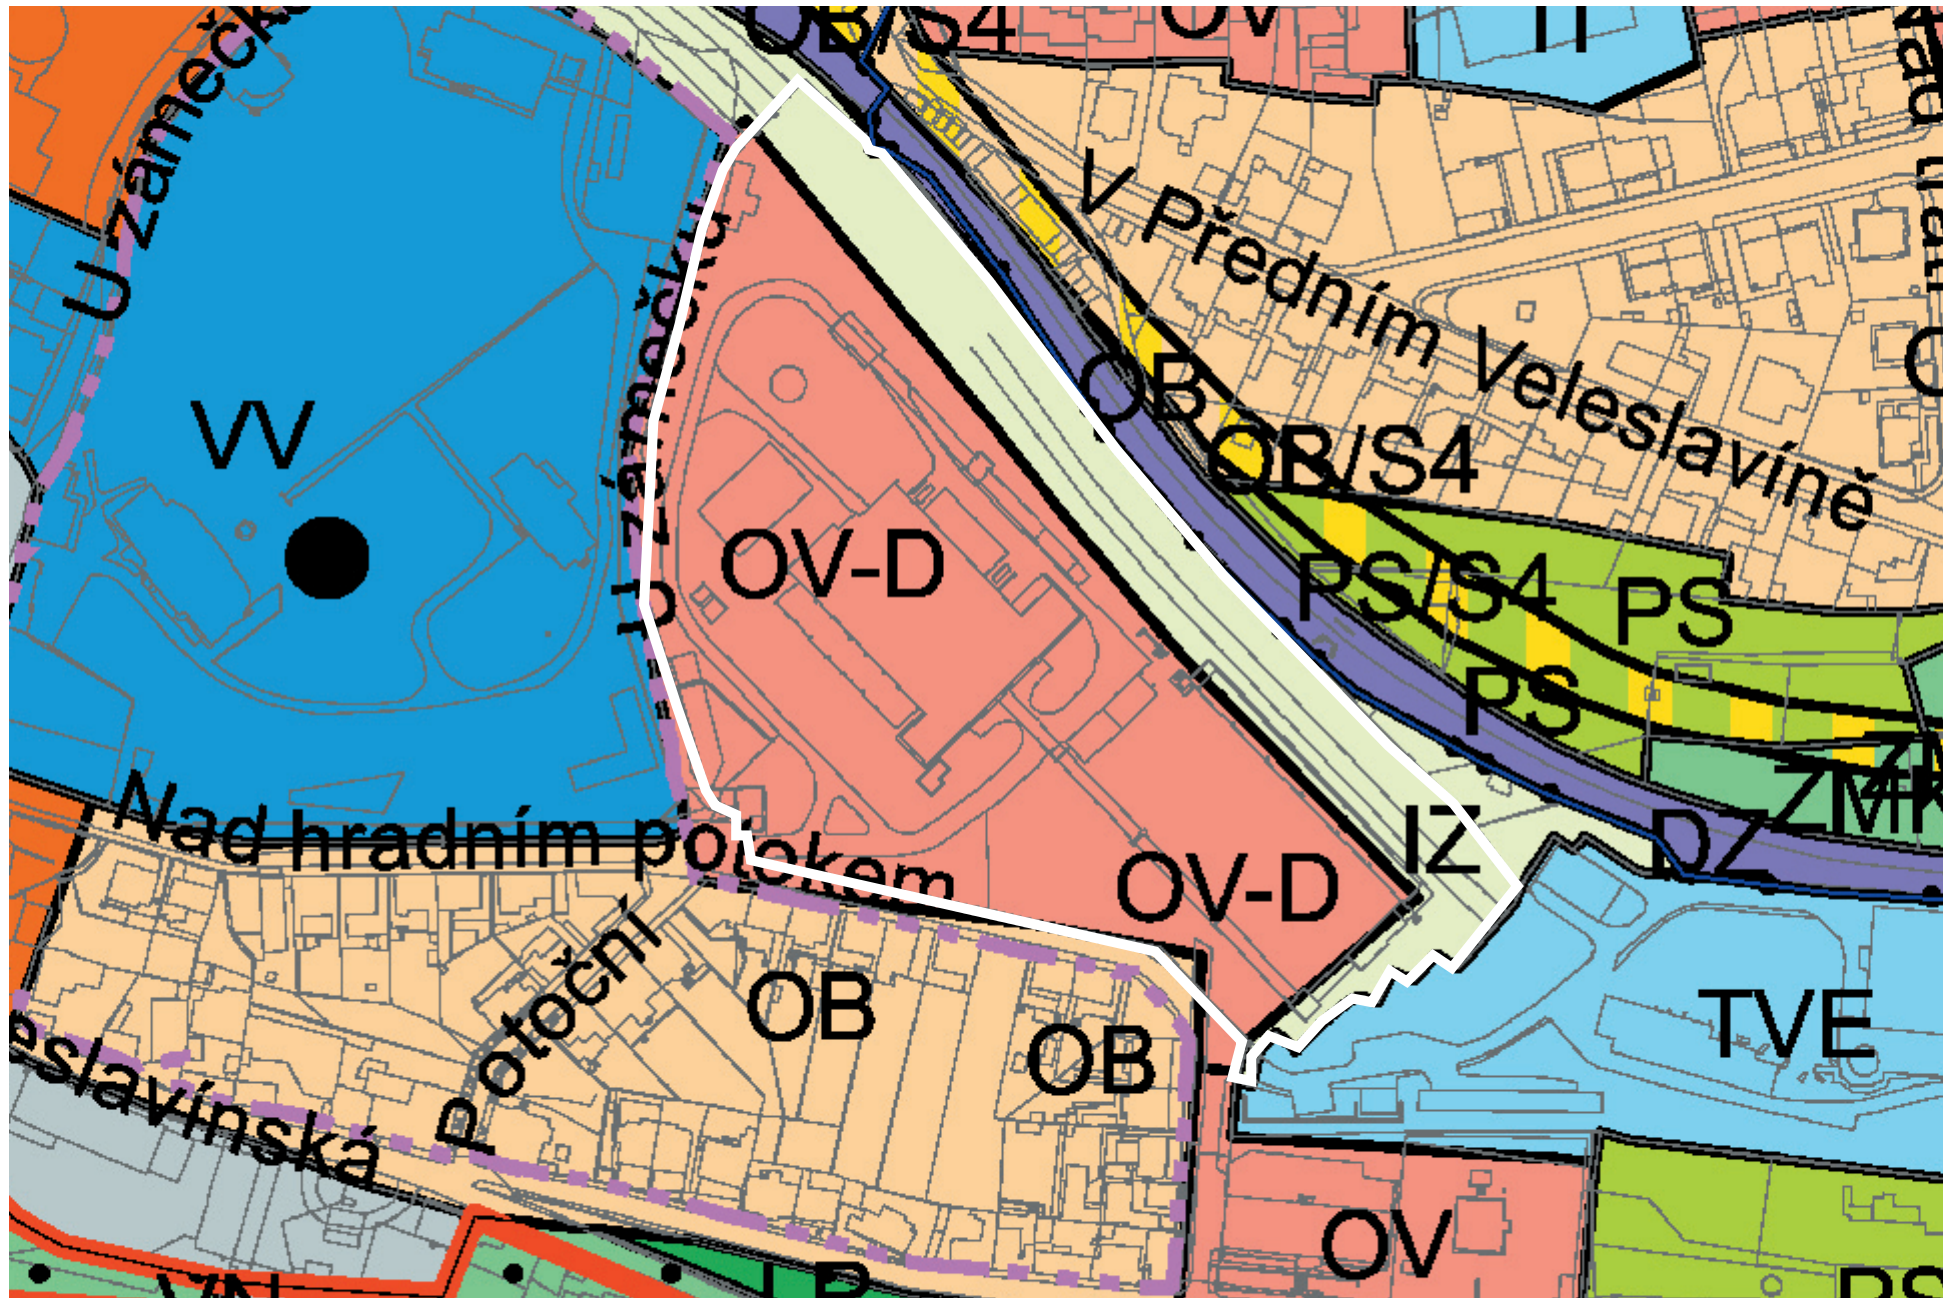 OB/S4
OV
U zámečku
V Předním Veleslavíně
U zámečku
OB
OB/S4
VV
OV-D
PS/S4
PS
PS
ZMK
IZ
DZ
Nad hradním potokem
OV-D
Potoční
OB
OB
TVE
OV